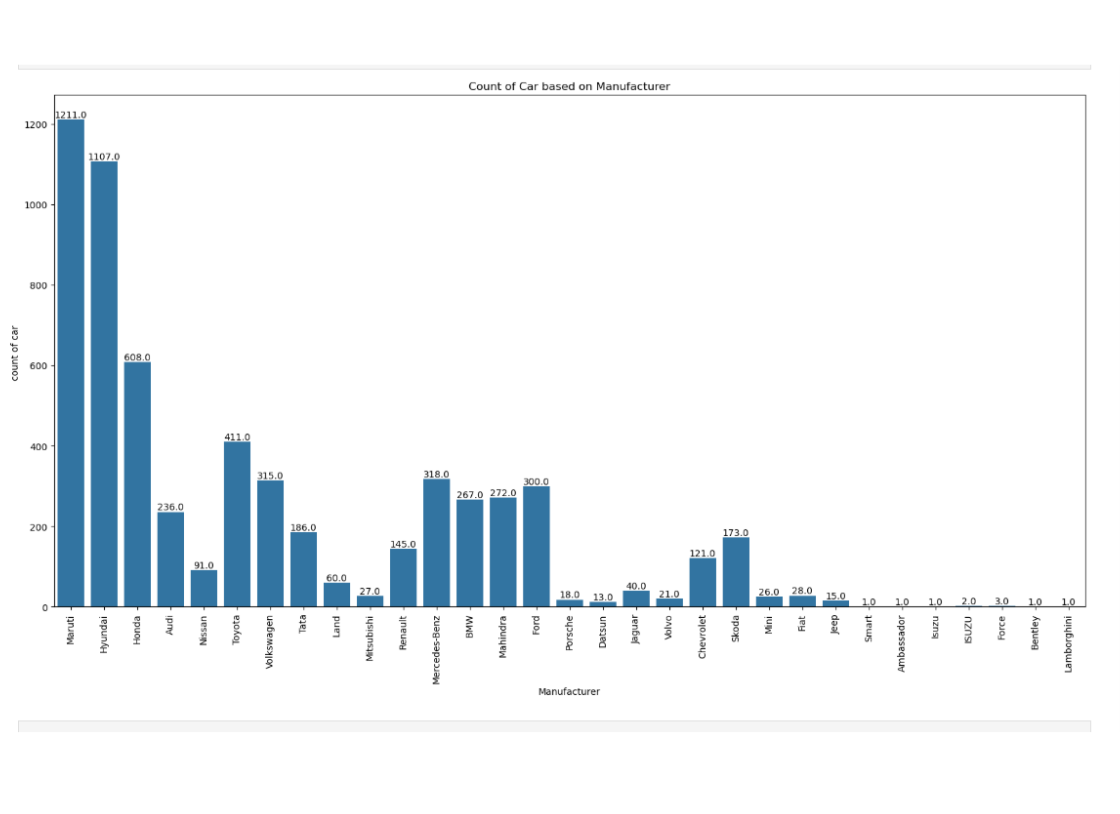 Count of Car based on Manufacturer
count of car
1200
1000
800
600
400
200
0
1211.0
1107.0
608.0
236.0
91.0
411.0
315.0
186.0
60.0
27.0
145.0
318.0
267.0
272.0
300.0
18.0
13.0
40.0
21.0
121.0
173.0
26.0
28.0
15.0
1.0
1.0
1.0
2.0
3.0
1.0
1.0
Maruti
Hyundai
Honda
Audi
Nissan
Toyota
Volkswagen
Tata
Land
Mitsubishi
Renault
Mercedes-Benz
BMW
Mahindra
Ford
Porsche
Datsun
Jaguar
Volvo
Chevrolet
Skoda
Mini
Fiat
Jeep
Smart
Ambassador
Isuzu
ISUZU
Force
Bentley
Lamborghini
Manufacturer